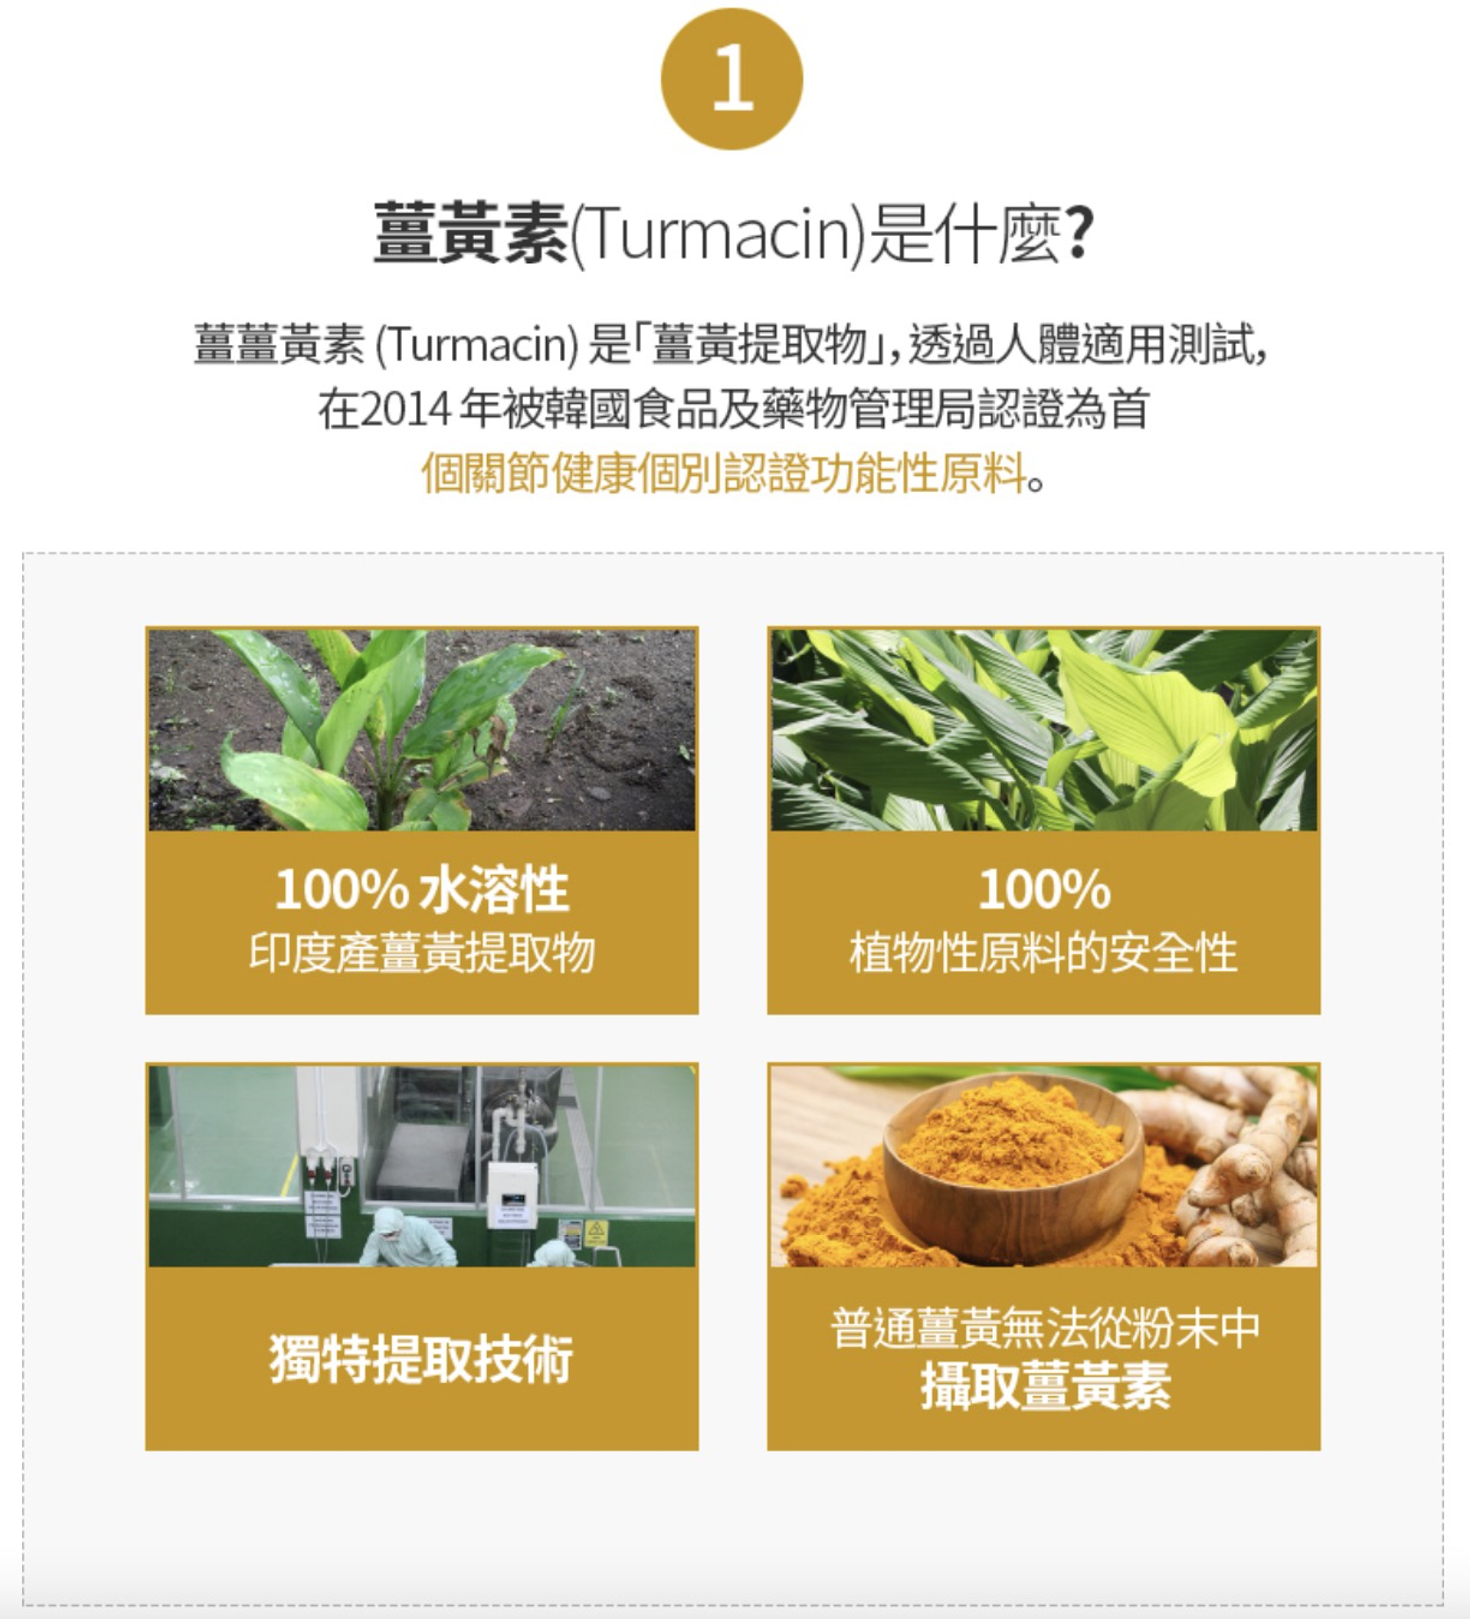 1
薑黃素(Turmacin)是什麼?
薑薑黃素 (Turmacin) 是「薑黃提取物」, 透過人體適用測試,
在2014 年被韓國食品及藥物管理局認證為首
個關節健康個別認證功能性原料。
100% 水溶性
印度產薑黃提取物
100%
植物性原料的安全性
獨特提取技術
普通薑黃無法從粉末中
攝取薑黃素